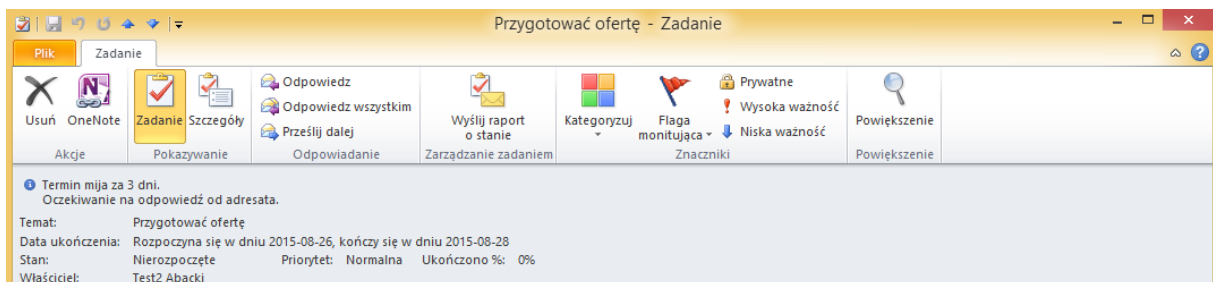 Przygotować ofertę - Zadanie
Plik Zadanie
Usuń OneNote
Akcje
Zadanie Szczegóły
Pokazywanie
Odpowiedz
Odpowiedz wszystkim
Prześlij dalej
Odpowiadanie
Wyślij raport
o stanie
Zarządzanie zadaniem
Kategoryzuj
Flaga
monitująca
Prywatne
Wysoka ważność
Niska ważność
Znaczniki
Powiększenie
Powiększenie
Termin mija za 3 dni.
Oczekiwanie na odpowiedź od adresata.
Temat: Przygotować ofertę
Data ukończenia: Rozpoczyna się w dniu 2015-08-26, kończy się w dniu 2015-08-28
Stan: Nierozpoczęte Priorytet: Normalna Ukończono %: 0%
Właściciel: Test2 Abacki